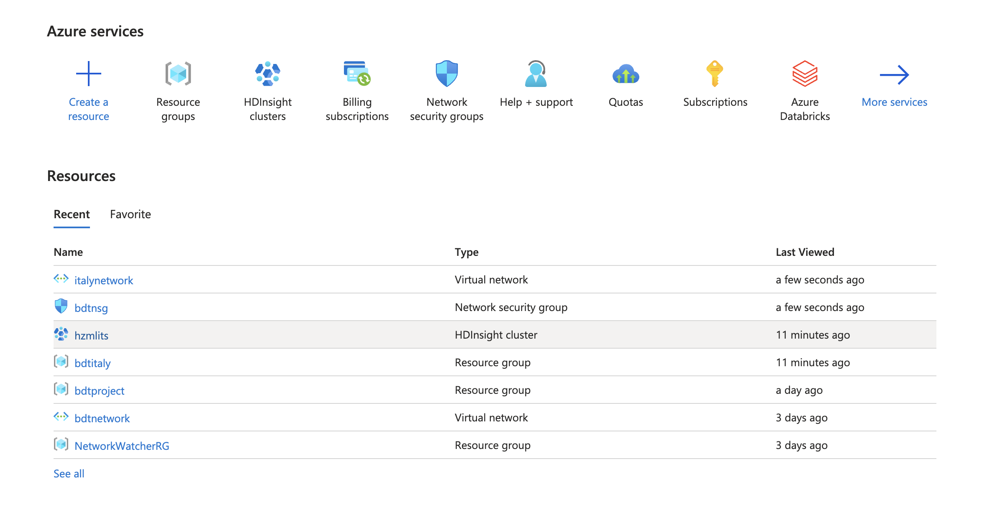 Azure services
Create a resource
Resource groups
HDInsight clusters
Billing subscriptions
Network security groups
Help + support
Quotas
Subscriptions
Azure Databricks
More services
Resources
Recent Favorite
Name Type Last Viewed
italynetwork Virtual network a few seconds ago
bdtnsg Network security group a few seconds ago
hzmlits HDInsight cluster 11 minutes ago
bdtitaly Resource group 11 minutes ago
bdtproject Resource group a day ago
bdtnetwork Virtual network 3 days ago
NetworkWatcherRG Resource group 3 days ago
See all